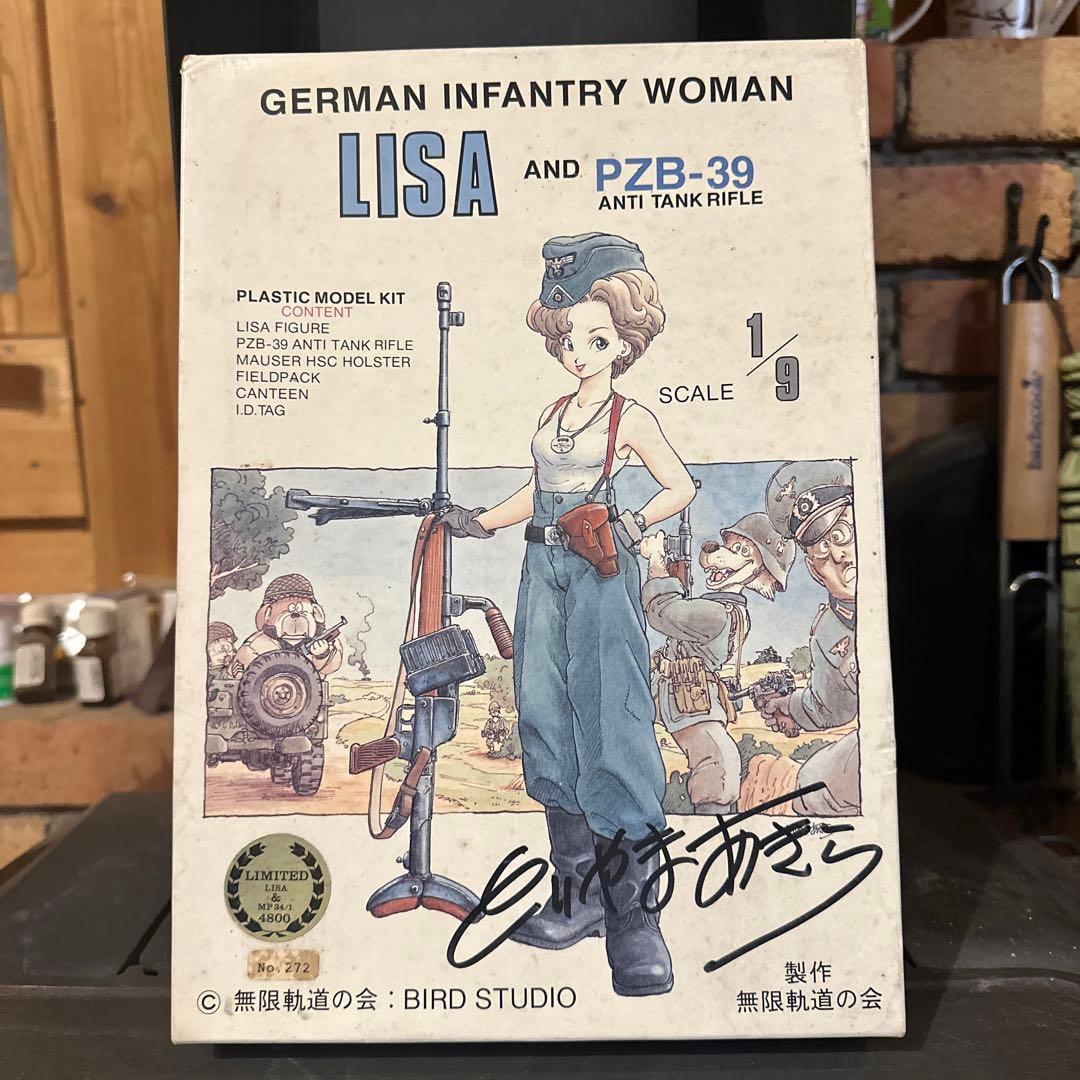 GERMAN INFANTRY WOMAN
LISA AND PZB-39
ANTI TANK RIFLE
PLASTIC MODEL KIT
CONTENT
LISA FIGURE
PZB-39 ANTI TANK RIFLE
MAUSER HSC HOLSTER
FIELDPACK
CANTEEN
I.D.TAG
SCALE 1/9
とりやまあきら
LIMITED
LISA
&
MP34/1
4800
No.272
製作
© 無限軌道の会 : BIRD STUDIO
無限軌道の会